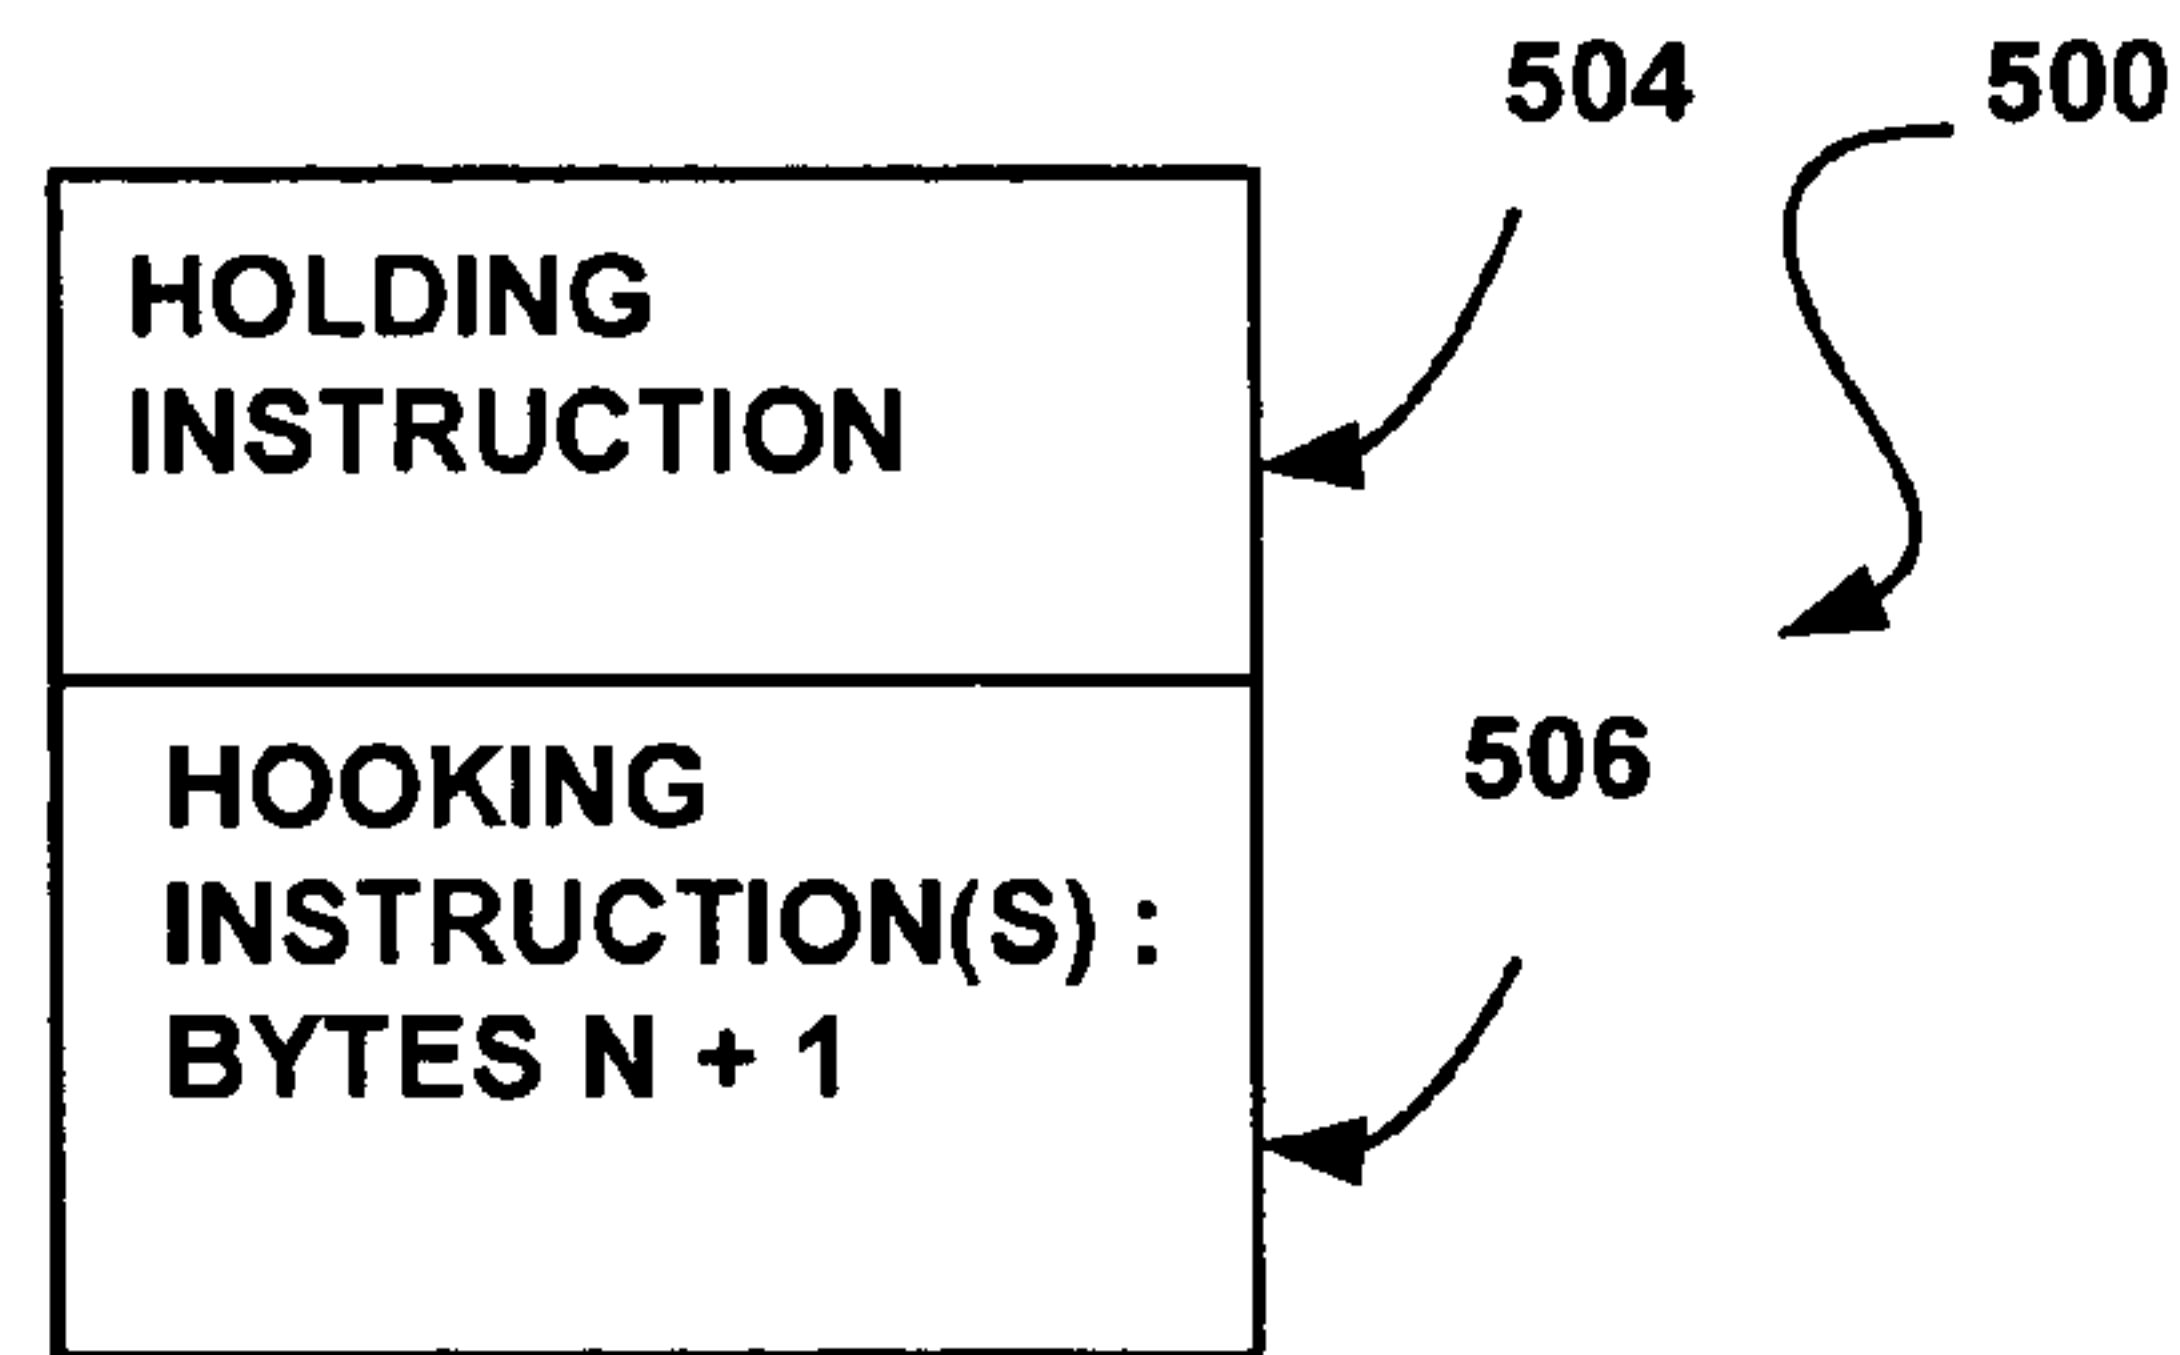 504 500
HOLDING
INSTRUCTION
HOOKING
506
INSTRUCTION(S) :
BYTES N + 1